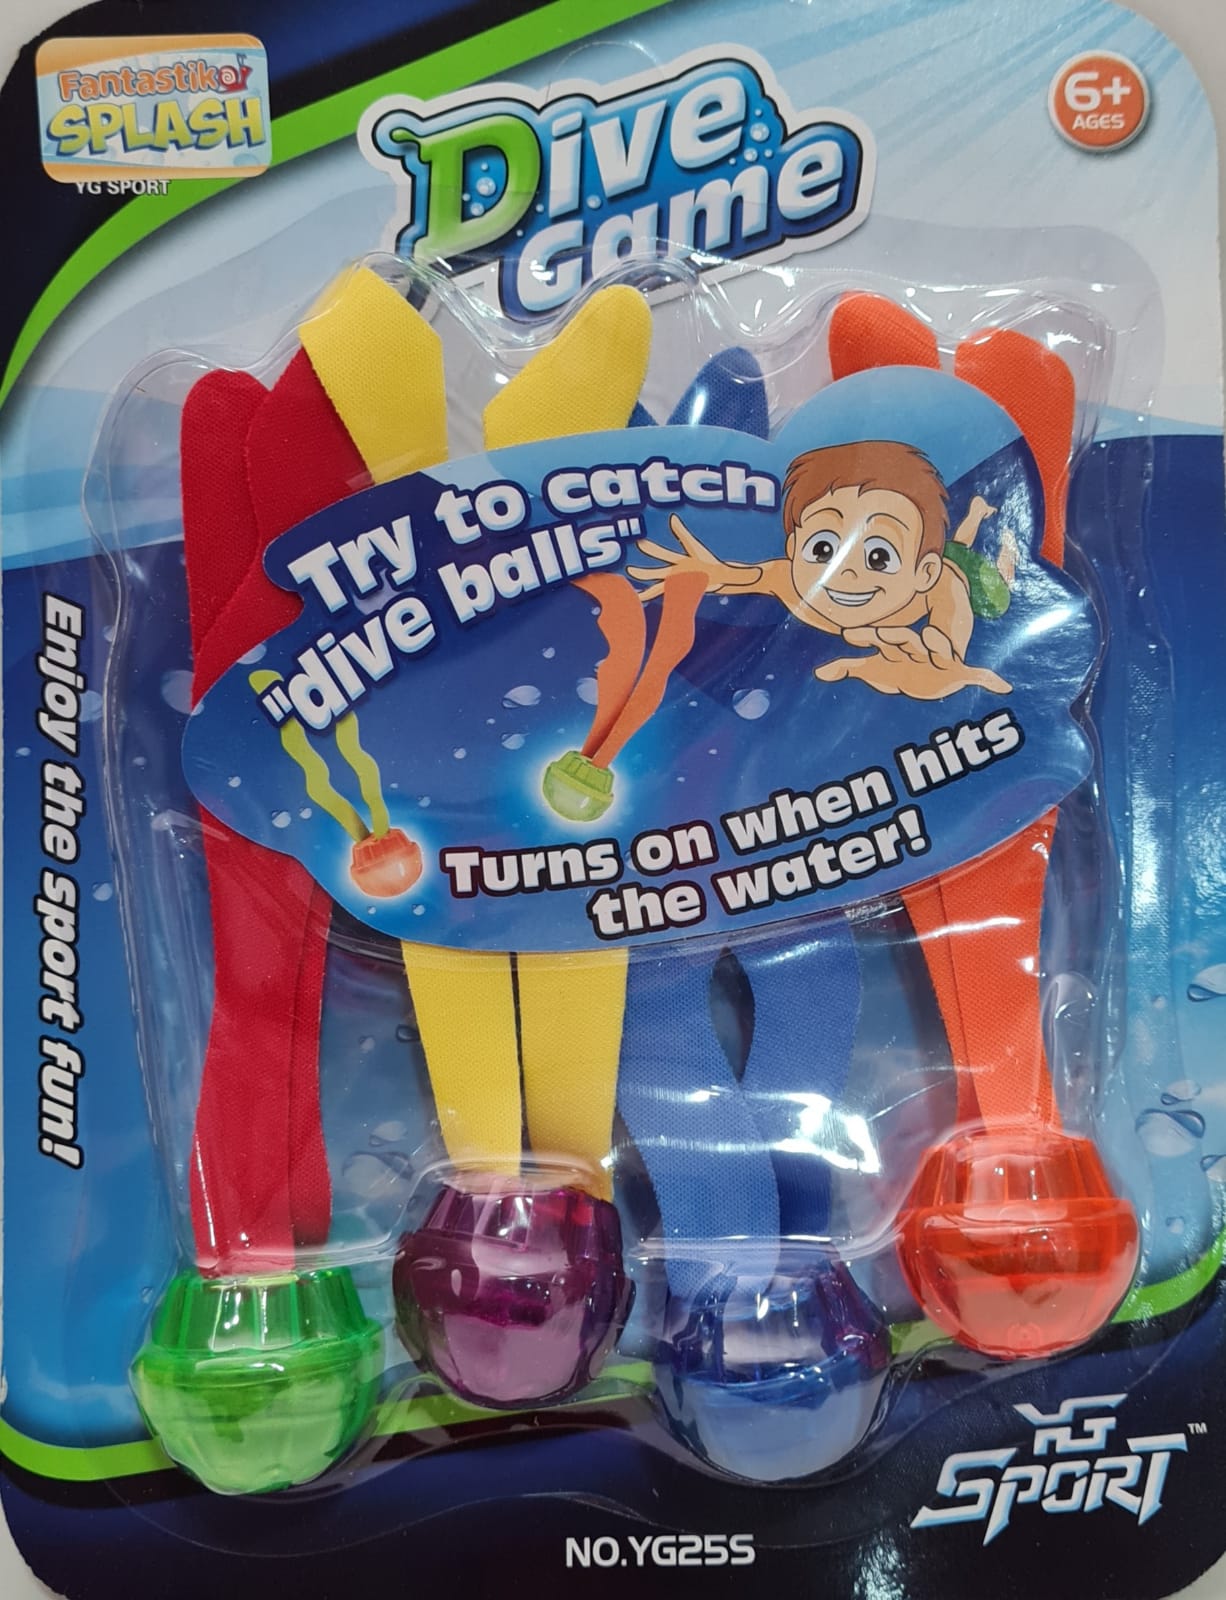 Fantastiko
SPLASH
YG SPORT
Dive
Game
6+
AGES
Try to catch
"dive balls"
Turns on when hits
the water!
Enjoy the sport fun!
YG
SPORT™
NO.YG25S